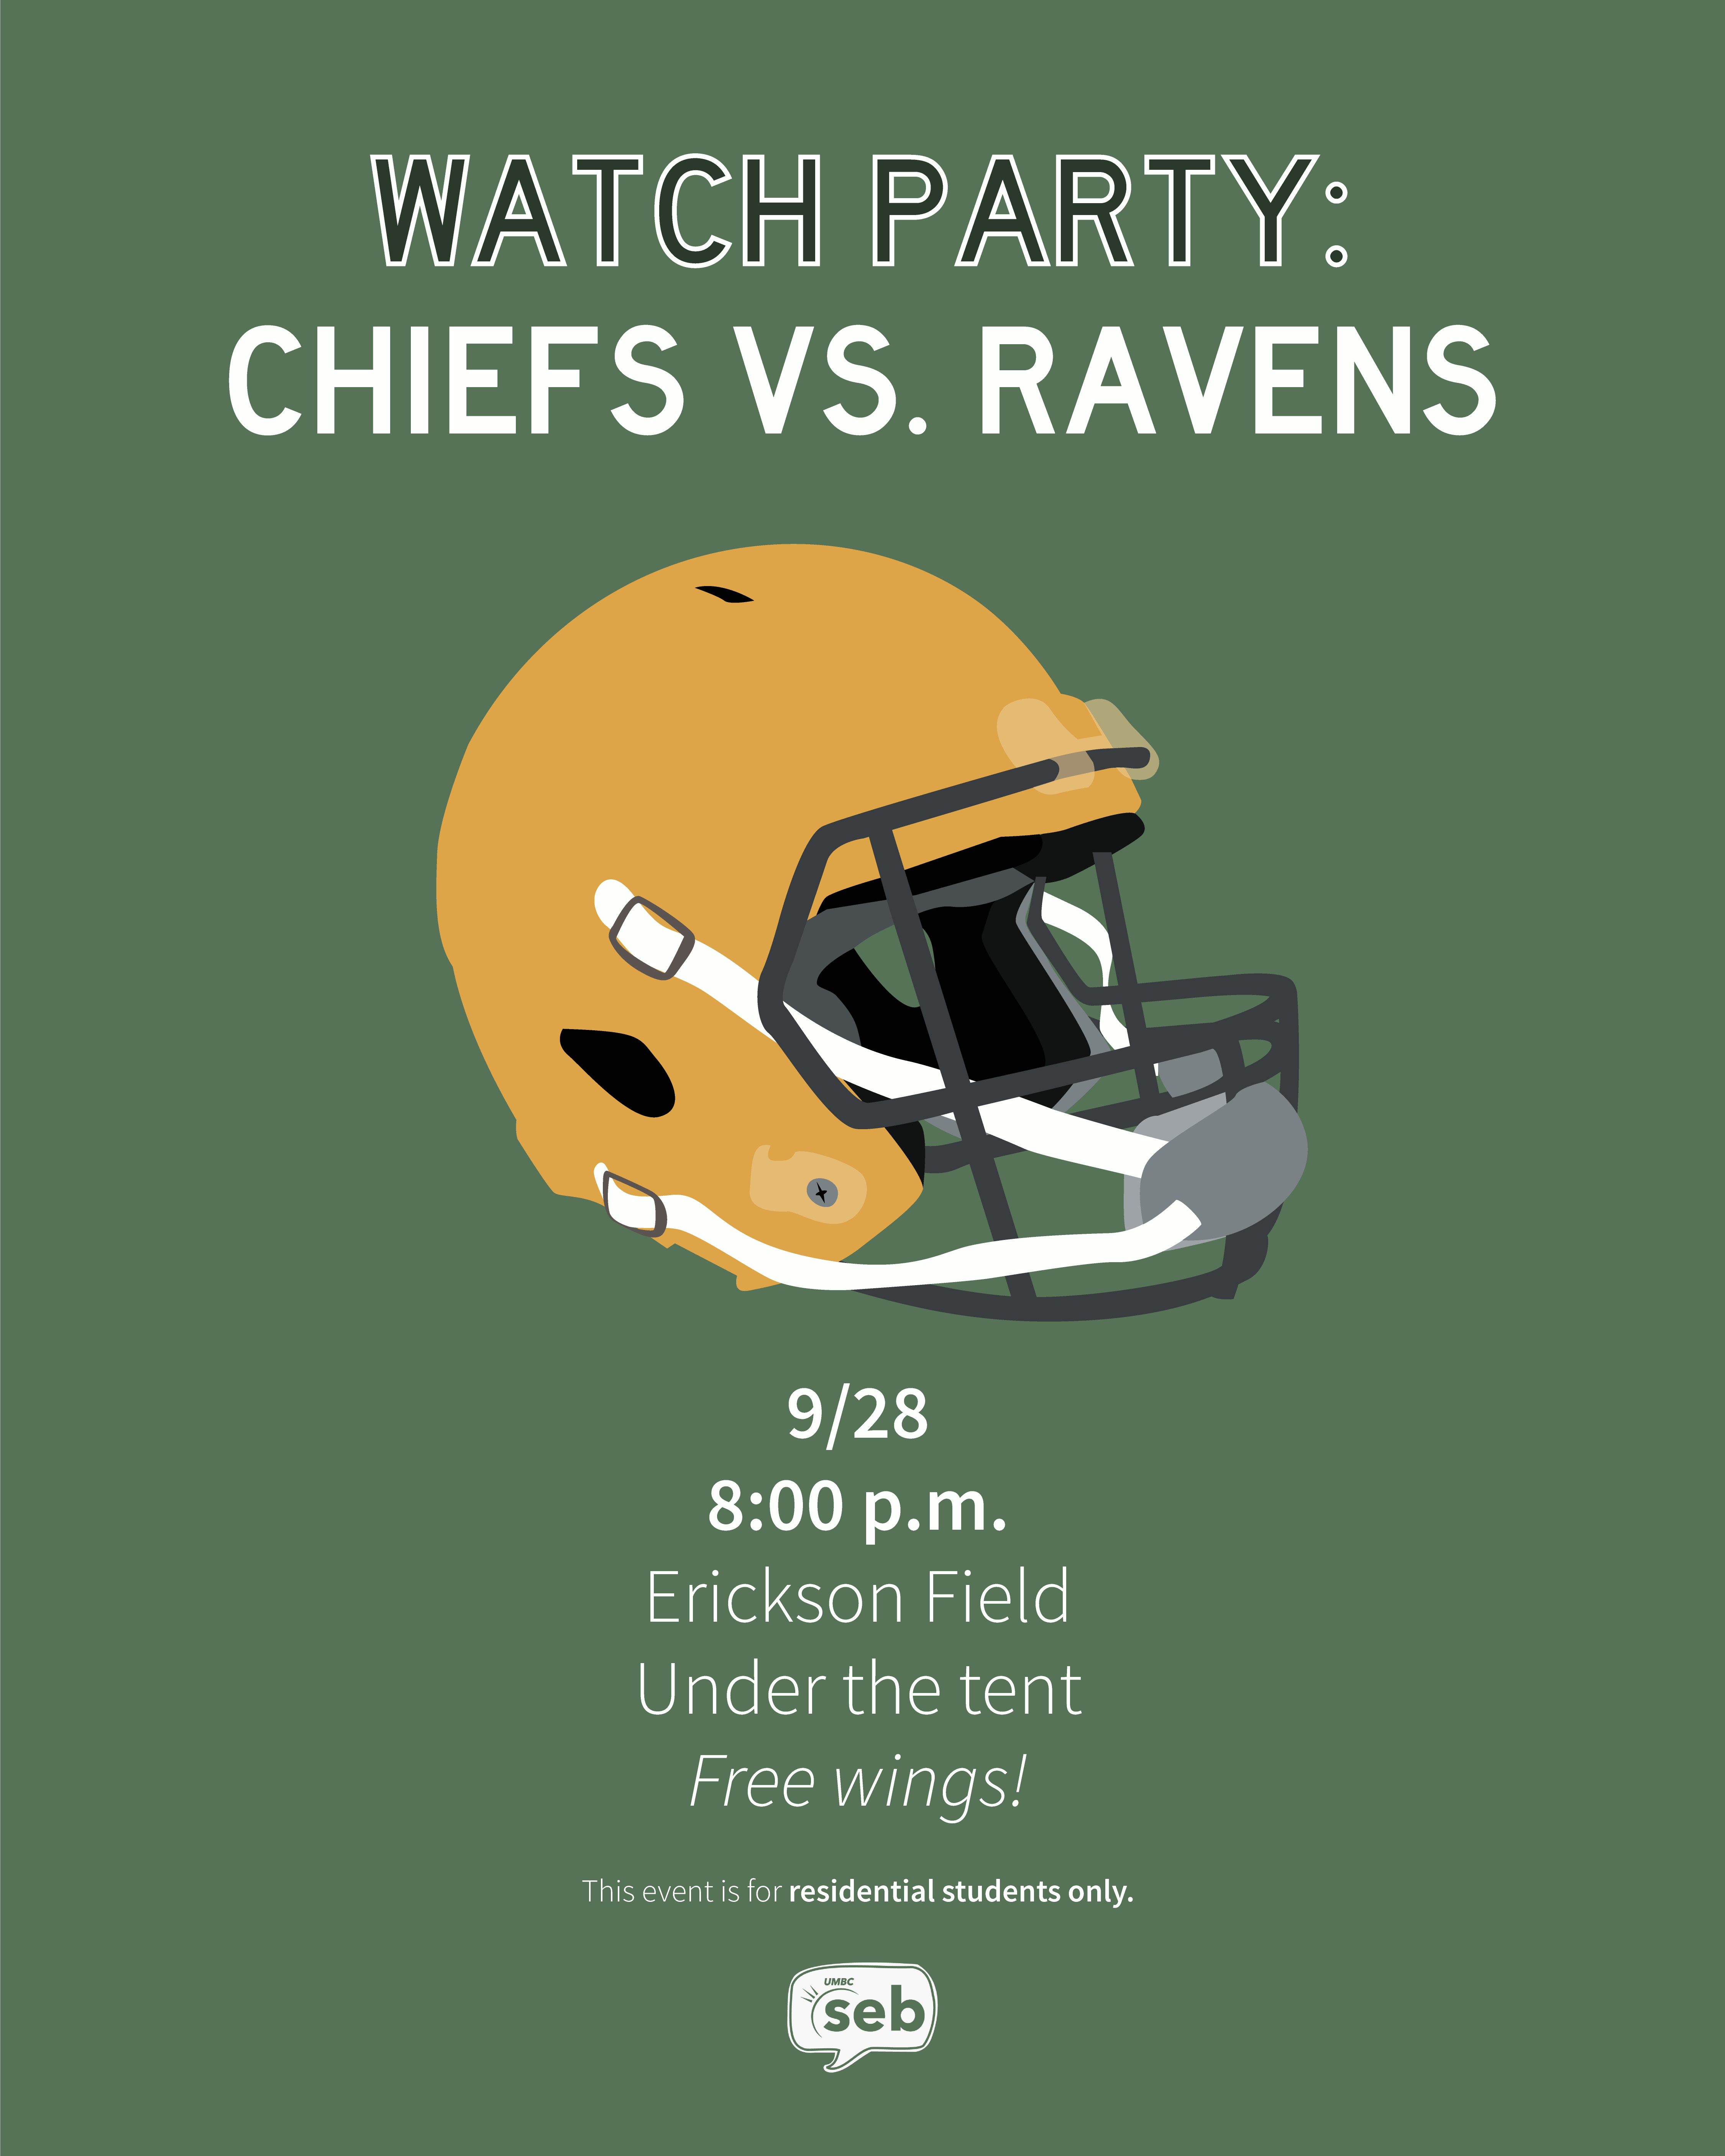 WATCH PARTY:
CHIEFS VS. RAVENS
9/28
8:00 p.m.
Erickson Field
Under the tent
Free wings!
This event is for residential students only.
UMBC
seb